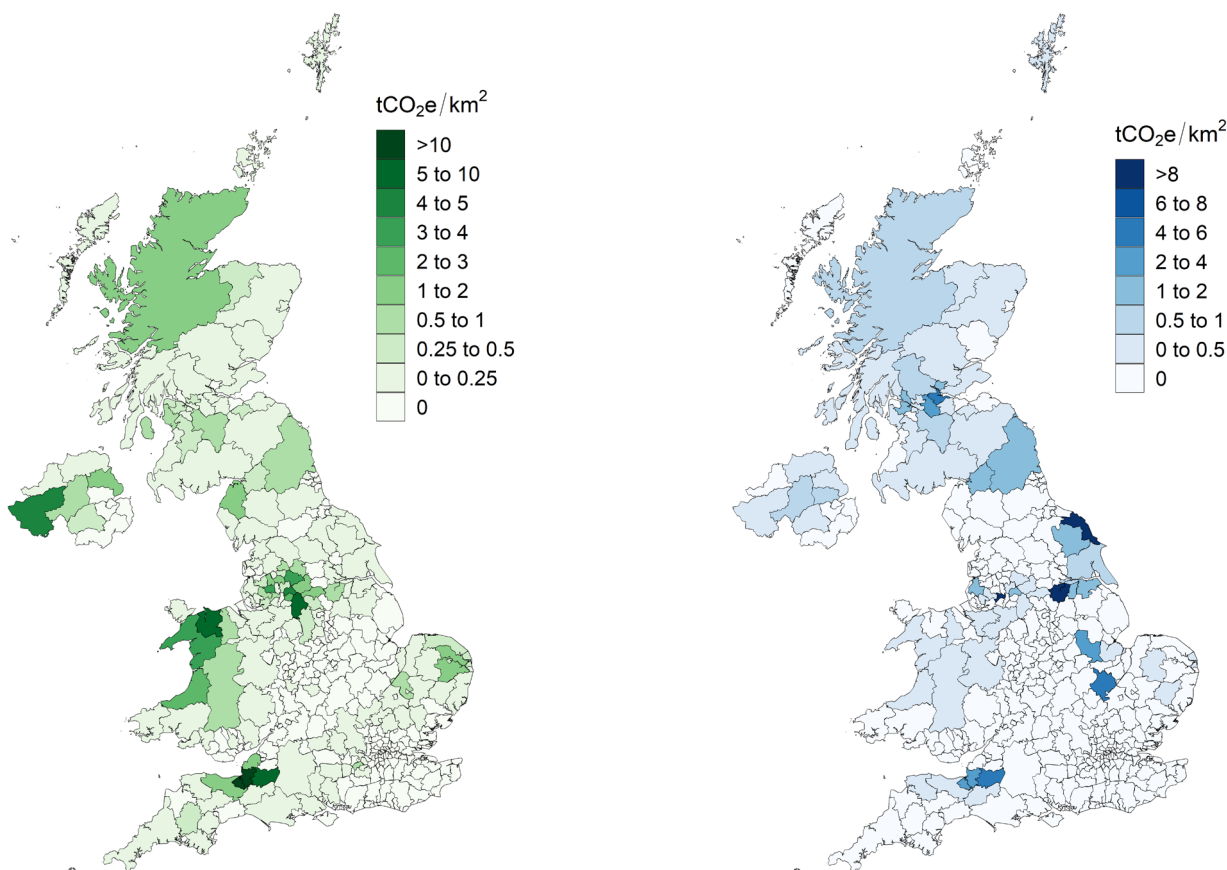 tCO₂e/km²
>10
5 to 10
4 to 5
3 to 4
2 to 3
1 to 2
0.5 to 1
0.25 to 0.5
0 to 0.25
0
tCO₂e/km²
>8
6 to 8
4 to 6
2 to 4
1 to 2
0.5 to 1
0 to 0.5
0